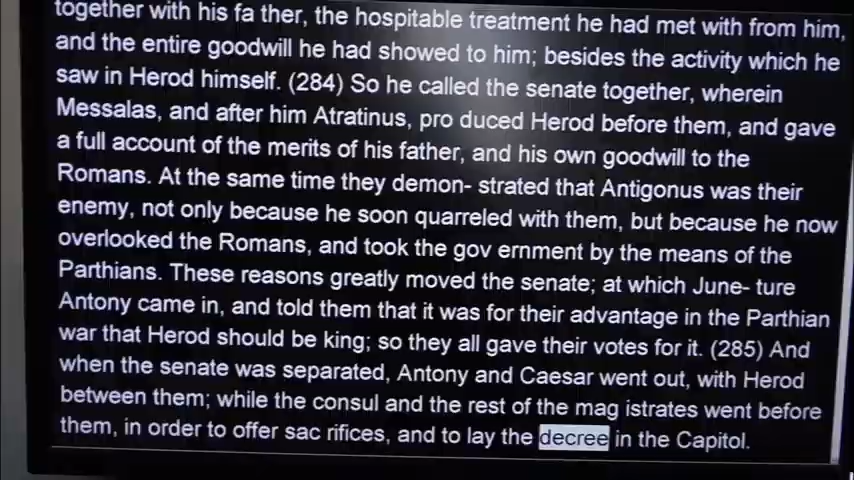 together with his fa ther, the hospitable treatment he had met with from him,
and the entire goodwill he had showed to him; besides the activity which he
saw in Herod himself. (284) So he called the senate together, wherein
Messalas, and after him Atratinus, pro duced Herod before them, and gave
a full account of the merits of his father, and his own goodwill to the
Romans. At the same time they demon- strated that Antigonus was their
enemy, not only because he soon quarreled with them, but because he now
overlooked the Romans, and took the gov ernment by the means of the
Parthians. These reasons greatly moved the senate; at which June- ture
Antony came in, and told them that it was for their advantage in the Parthian
war that Herod should be king; so they all gave their votes for it. (285) And
when the senate was separated, Antony and Caesar went out, with Herod
between them; while the consul and the rest of the mag istrates went before
them, in order to offer sac rifices, and to lay the decree in the Capitol.